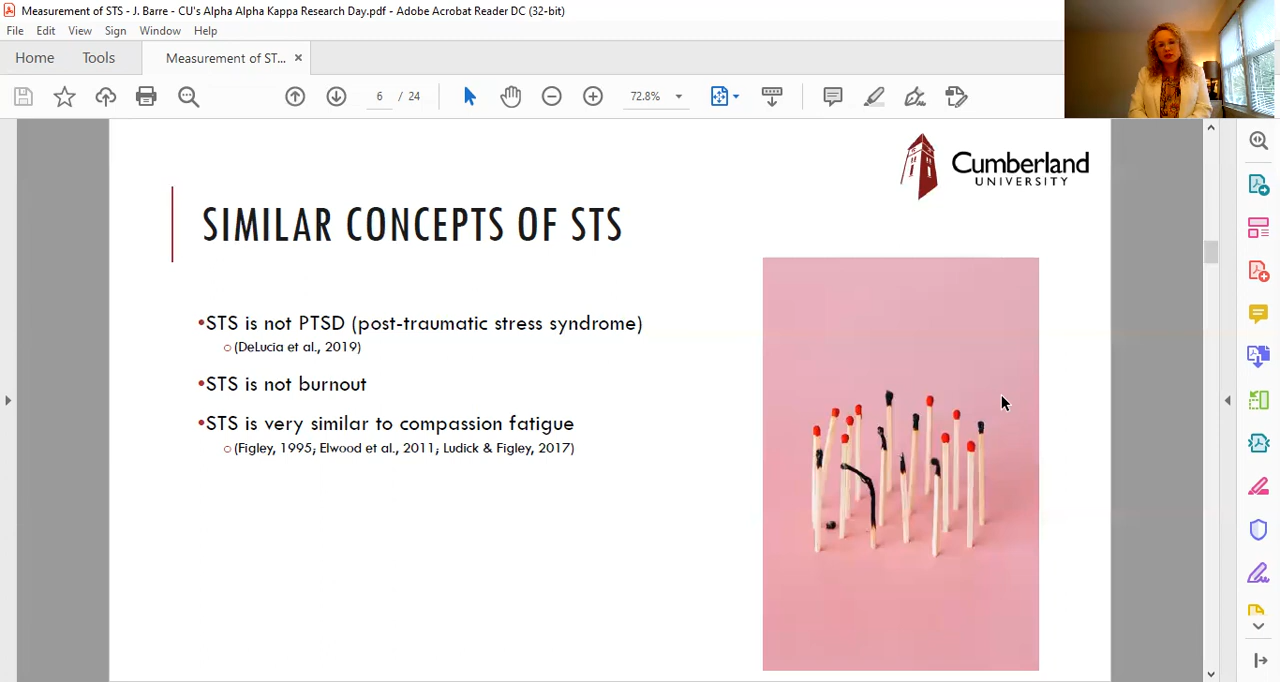 Measurement of STS - J. Barre - CU's Alpha Alpha Kappa Research Day.pdf - Adobe Acrobat Reader DC (32-bit)
File Edit View Sign Window Help
Home Tools Measurement of ST... ×
6 / 24 72.8%
Cumberland
UNIVERSITY
SIMILAR CONCEPTS OF STS
•STS is not PTSD (post-traumatic stress syndrome)
○(DeLucia et al., 2019)
•STS is not burnout
•STS is very similar to compassion fatigue
○(Figley, 1995; Elwood et al., 2011; Ludick & Figley, 2017)